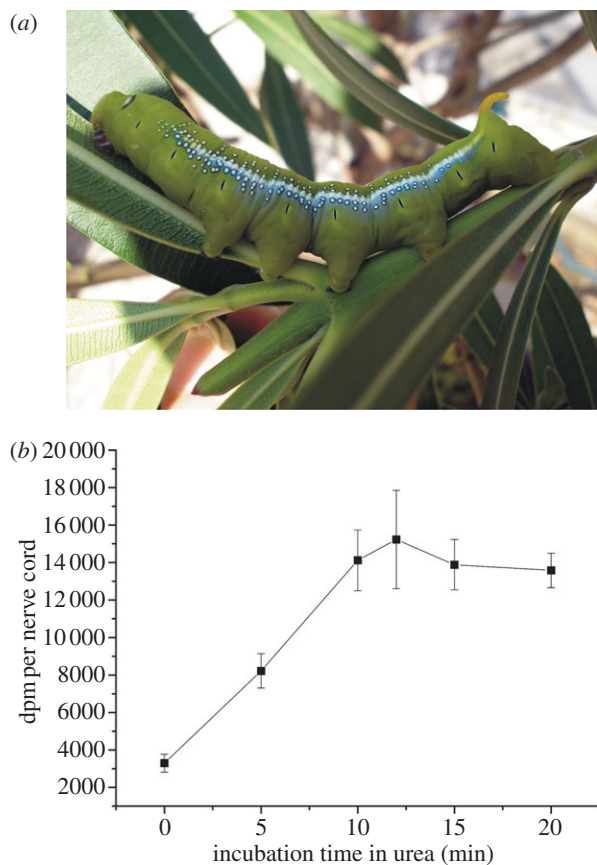 (a)
(b)
20 000
18 000
16 000
14 000
12 000
10 000
8000
6000
4000
2000
dpm per nerve cord
0 5 10 15 20
incubation time in urea (min)